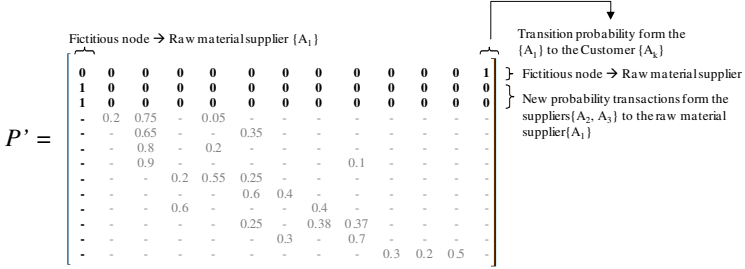 Fictitious node → Raw material supplier {A1}
Transition probability form the
{A1} to the Customer {Ak}
P' =
0 0 0 0 0 0 0 0 0 0 0 0 1
1 0 0 0 0 0 0 0 0 0 0 0 0
1 0 0 0 0 0 0 0 0 0 0 0 0
- 0.2 0.75 - 0.05 - - - - - - - -
- - 0.65 - - 0.35 - - - - - - -
- - 0.8 - 0.2 - - - - - - - -
- - 0.9 - - - - - 0.1 - - - -
- - - 0.2 0.55 0.25 - - - - - - -
- - - - - 0.6 0.4 - - - - - -
- - - 0.6 - - - 0.4 - - - - -
- - - - - 0.25 - 0.38 0.37 - - - -
- - - - - - 0.3 - 0.7 - - - -
- - - - - - - - - 0.3 0.2 0.5 -
Fictitious node → Raw material supplier
New probability transactions form the
suppliers{A2, A3} to the raw material
supplier{A1}